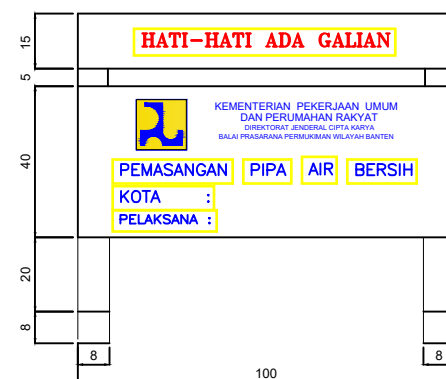 HATI-HATI ADA GALIAN
KEMENTERIAN PEKERJAAN UMUM
DAN PERUMAHAN RAKYAT
DIREKTORAT JENDERAL CIPTA KARYA
BALAI PRASARANA PERMUKIMAN WILAYAH BANTEN
PEMASANGAN PIPA AIR BERSIH
KOTA :
PELAKSANA :
15
5
40
20
8
8
8
100